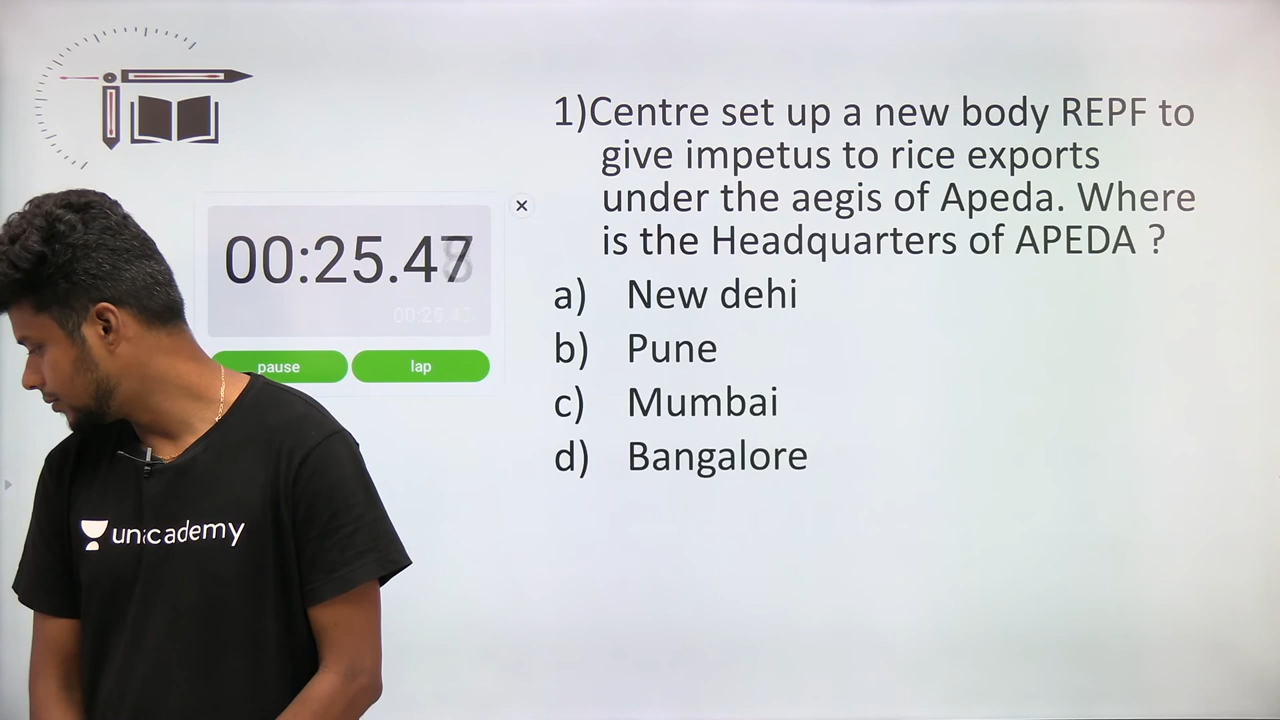 1)Centre set up a new body REPF to
give impetus to rice exports
under the aegis of Apeda. Where
is the Headquarters of APEDA ?
a) New dehi
b) Pune
c) Mumbai
d) Bangalore
00:25.47
pause lap
unacademy